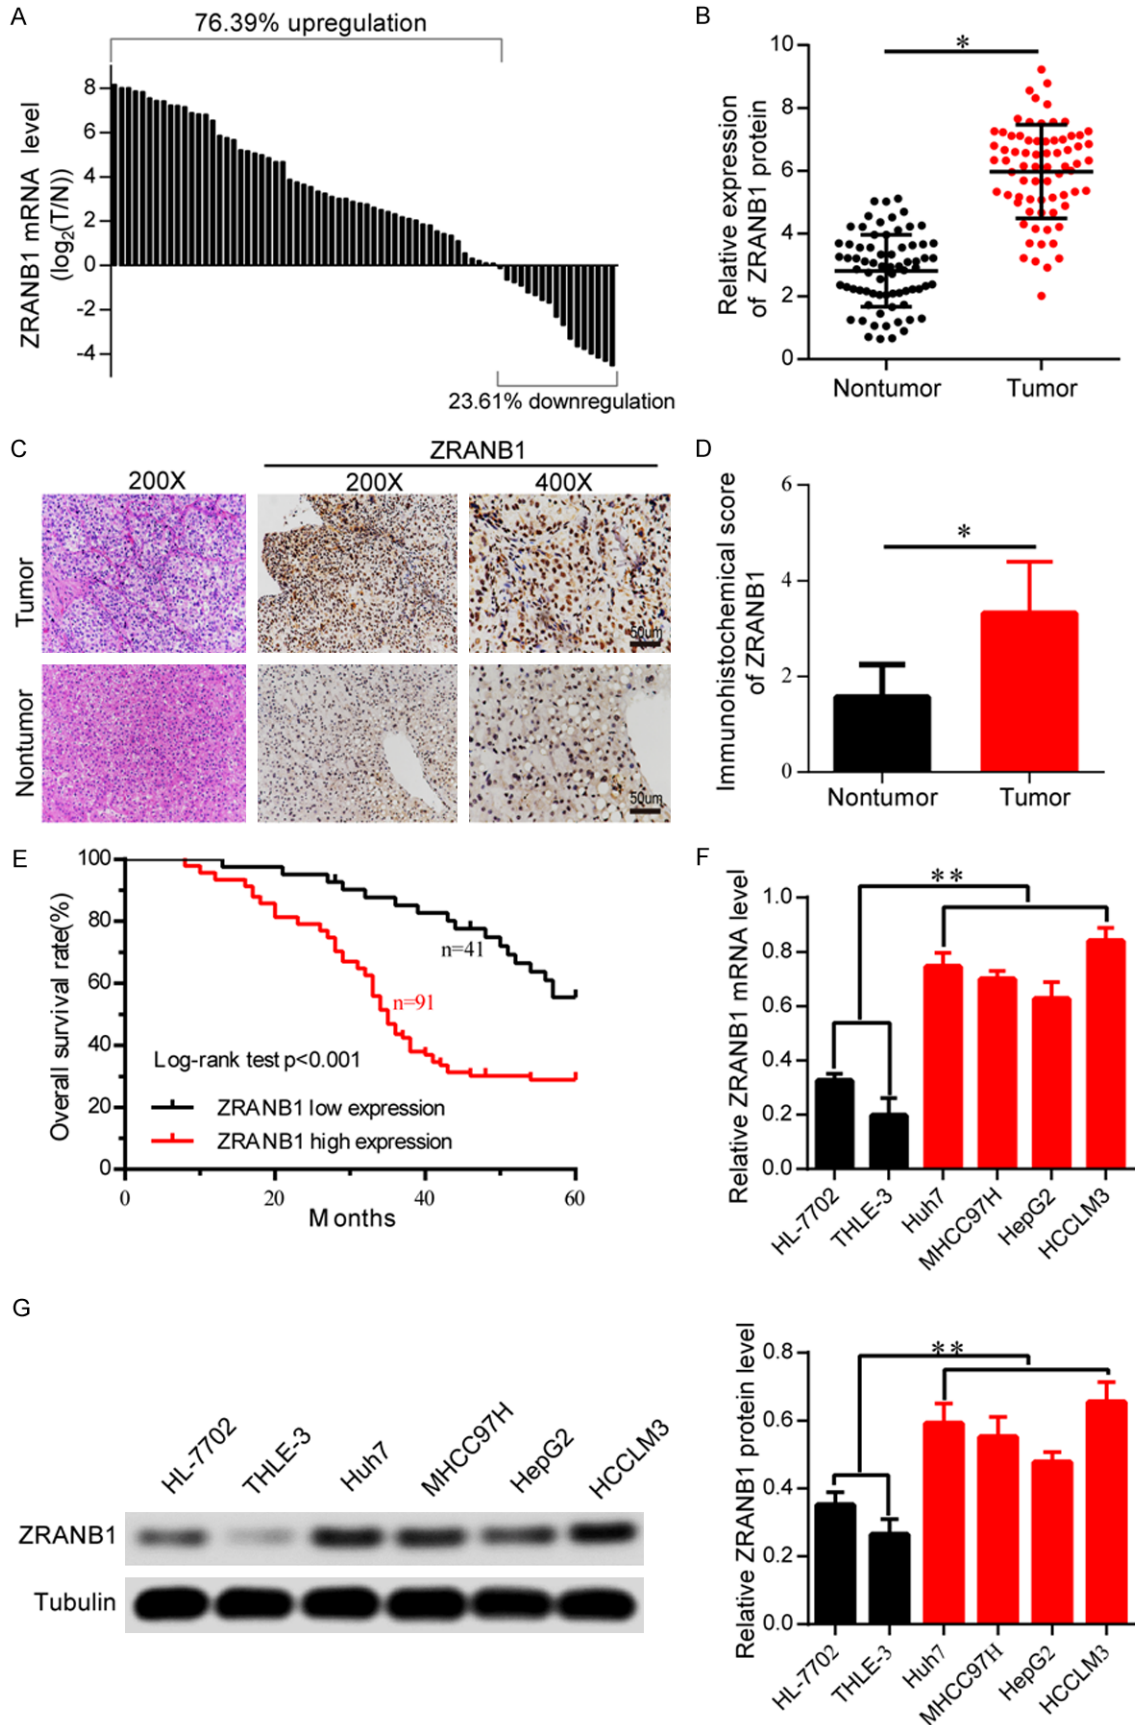 A
76.39% upregulation
ZRANB1 mRNA level
(log2(T/N))
8
6
4
2
0
-2
-4
23.61% downregulation
B
*
Relative expression
of ZRANB1 protein
10
8
6
4
2
0
Nontumor
Tumor
C
ZRANB1
200X
200X
400X
Tumor
50um
Nontumor
50um
D
*
Immunohistochemical score
of ZRANB1
6
4
2
0
Nontumor
Tumor
E
Overall survival rate(%)
100
80
60
40
20
0
n=41
n=91
Log-rank test p<0.001
ZRANB1 low expression
ZRANB1 high expression
0
20
40
60
Months
F
**
Relative ZRANB1 mRNA level
1.0
0.8
0.6
0.4
0.2
0.0
HL-7702
THLE-3
Huh7
MHCC97H
HepG2
HCCLM3
G
HL-7702
THLE-3
Huh7
MHCC97H
HepG2
HCCLM3
ZRANB1
Tubulin
**
Relative ZRANB1 protein level
0.8
0.6
0.4
0.2
0.0
HL-7702
THLE-3
Huh7
MHCC97H
HepG2
HCCLM3